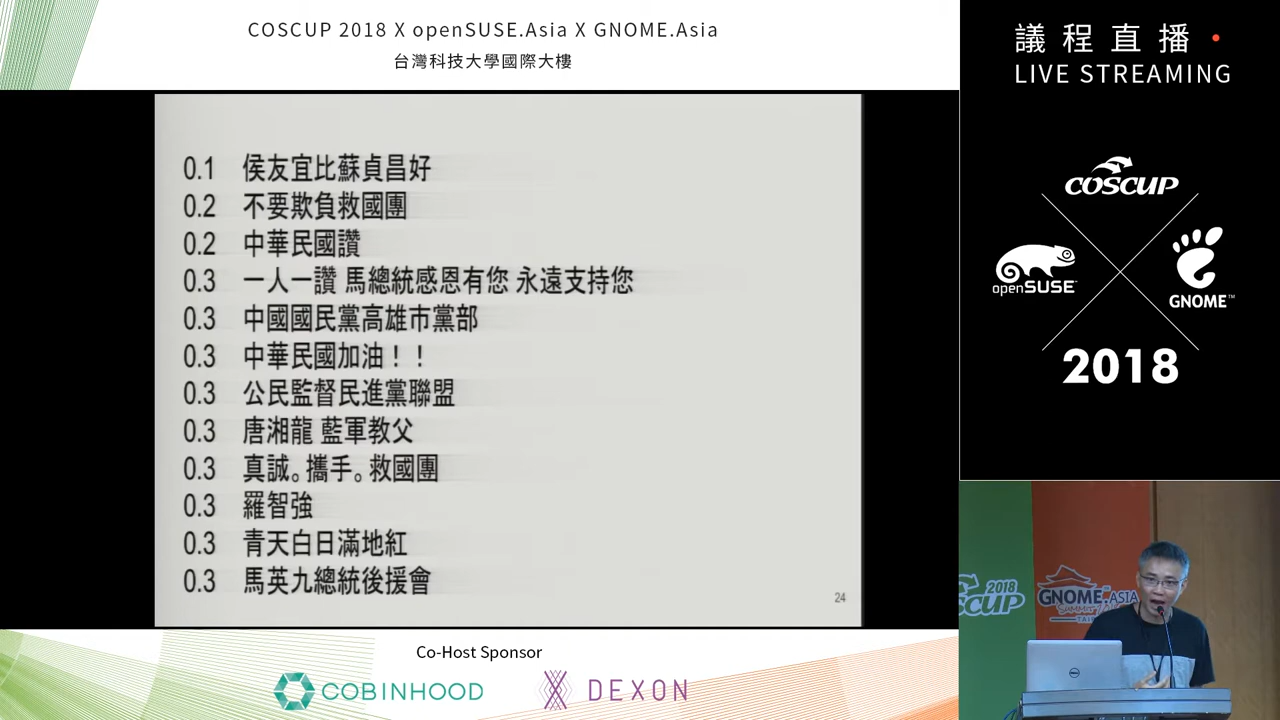 COSCUP 2018 X openSUSE.Asia X GNOME.Asia
台灣科技大學國際大樓
議程直播
LIVE STREAMING
0.1 侯友宜比蘇貞昌好
0.2 不要欺負救國團
0.2 中華民國讚
0.3 一人一讚 馬總統感恩有您 永遠支持您
0.3 中國國民黨高雄市黨部
0.3 中華民國加油！！
0.3 公民監督民進黨聯盟
0.3 唐湘龍 藍軍教父
0.3 真誠。攜手。救國團
0.3 羅智強
0.3 青天白日滿地紅
0.3 馬英九總統後援會
24
COSCUP
openSUSE
GNOME™
2018
2018
COSCUP
GNOME.ASIA
DELL
Co-Host Sponsor
COBINHOOD
DEXON